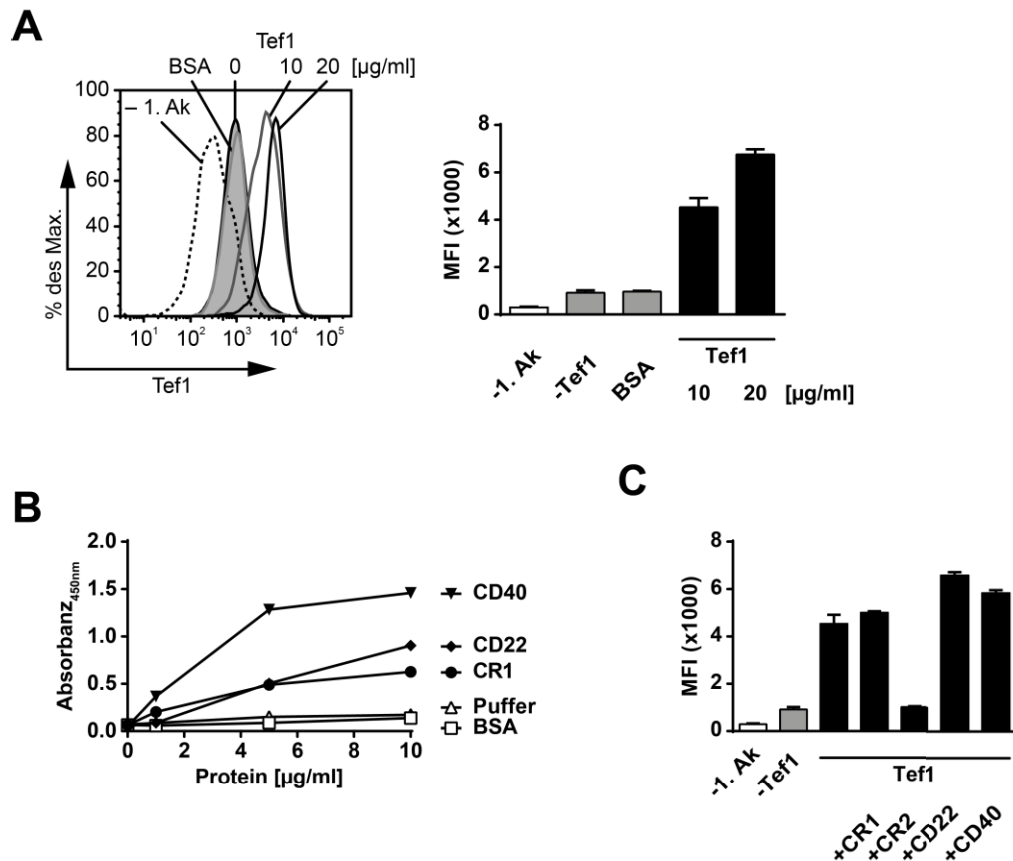 A
Tef1
BSA 0 10 20 [µg/ml]
– 1. Ak
100
80
60
40
20
0
% des Max.
10¹ 10² 10³ 10⁴ 10⁵
Tef1
8
6
4
2
0
MFI (x1000)
-1. Ak
-Tef1
BSA
Tef1
10 20 [µg/ml]
B
2.0
1.5
1.0
0.5
0.0
Absorbanz450nm
0 2 4 6 8 10
Protein [µg/ml]
CD40
CD22
CR1
Puffer
BSA
C
8
6
4
2
0
MFI (x1000)
-1. Ak
-Tef1
Tef1
+CR1
+CR2
+CD22
+CD40